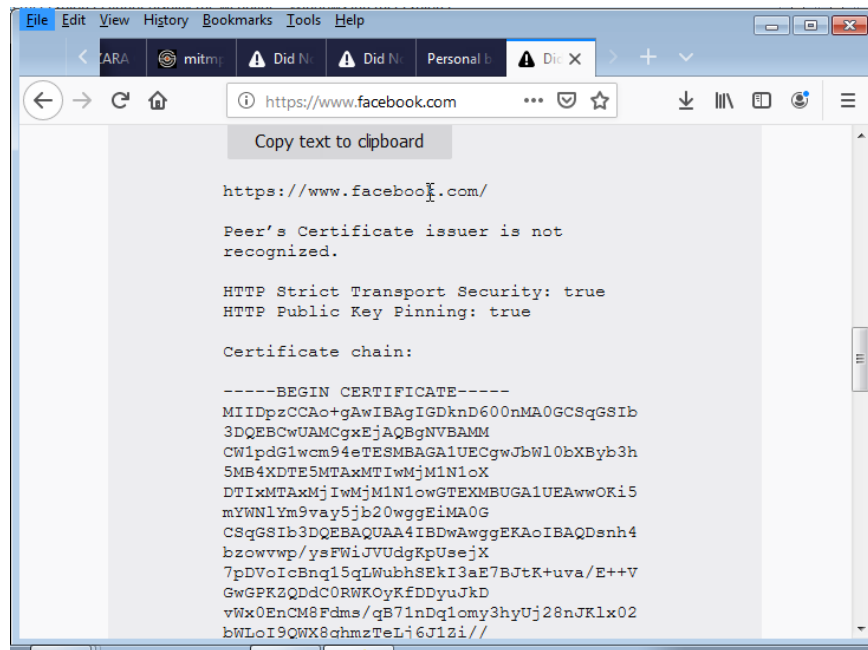 File Edit View History Bookmarks Tools Help
ARA mitm Did N Did N Personal b Di
https://www.facebook.com
Copy text to clipboard
https://www.facebook.com/
Peer’s Certificate issuer is not
recognized.
HTTP Strict Transport Security: true
HTTP Public Key Pinning: true
Certificate chain:
-----BEGIN CERTIFICATE-----
MIIDpzCCAo+gAwIBAgIGDknD600nMA0GCSqGSIb
3DQEBCwUAMCgxEjAQBgNVBAMM
CW1pdG1wcm94eTESMBAGA1UECgwJbWl0bXByb3h
5MB4XDTE5MTAxMTIwMjM1N1oX
DTIxMTAxMjIwMjM1N1owGTEXMBUGA1UEAwwOKi5
mYWNlYm9vay5jb20wggEiMA0G
CSqGSIb3DQEBAQUAA4IBDwAwggEKAoIBAQDsnh4
bzowvwp/ysFWiJVUdgKpUsejX
7pDVoIcBnq15qLWubhSEkI3aE7BJtK+uva/E++V
GwGPKZQDdC0RWKOyKfDDyuJkD
vWx0EnCM8Fdms/qB71nDq1omy3hyUj28nJKlx02
bWLoI9QWX8qhmzTeLj6J1Zi//